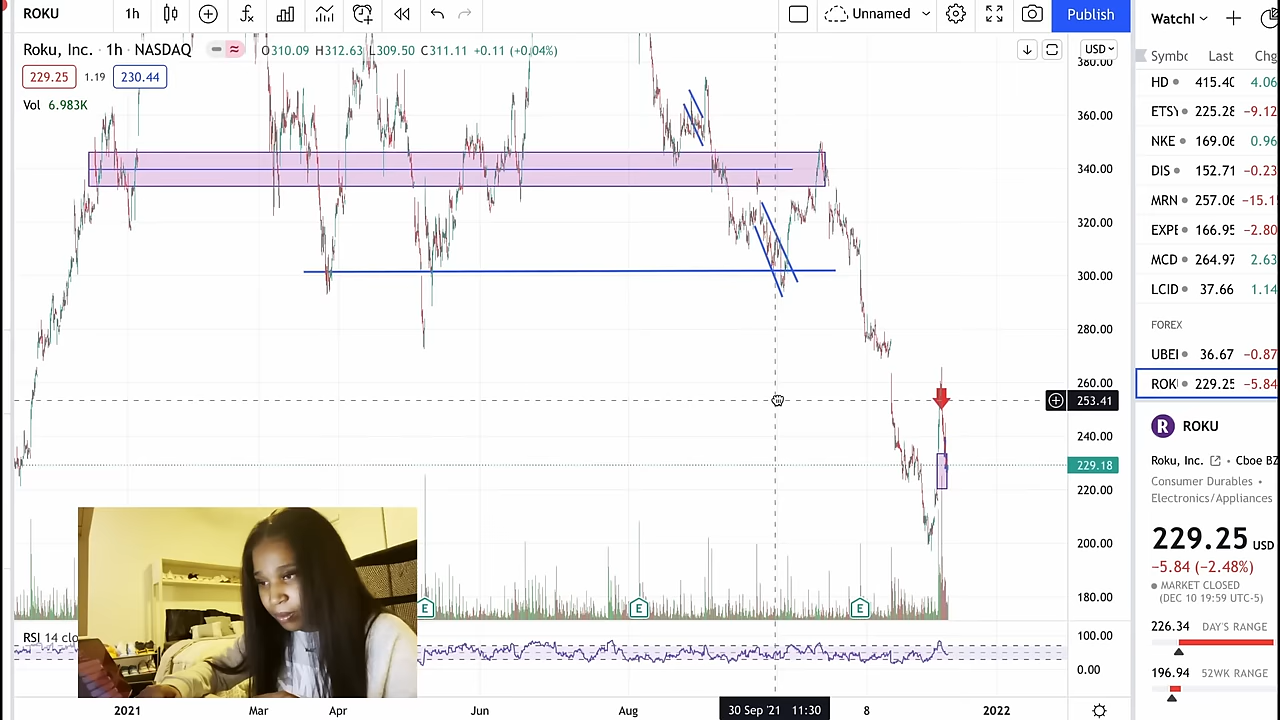 ROKU 1h Unnamed Publish
Roku, Inc. · 1h · NASDAQ O310.09 H312.63 L309.50 C311.11 +0.11 (+0.04%)
229.25 1.19 230.44
Vol 6.983K
USD
380.00
360.00
340.00
320.00
300.00
280.00
260.00
253.41
240.00
229.18
220.00
200.00
180.00
E E E
RSI 14 clo
100.00
0.00
2021 Mar Apr Jun Aug 30 Sep '21 11:30 8 2022
Watchl
Symbo Last Chg
HD 415.40 4.06
ETSY 225.28 −9.12
NKE 169.06 0.96
DIS 152.71 −0.23
MRN 257.06 −15.1
EXPE 166.95 −2.80
MCD 264.97 2.63
LCID 37.66 1.14
FOREX
UBEI 36.67 −0.87
ROK 229.25 −5.84
R ROKU
Roku, Inc. • Cboe BZ
Consumer Durables •
Electronics/Appliances
229.25 USD
−5.84 (−2.48%)
MARKET CLOSED
(DEC 10 19:59 UTC-5)
226.34 DAY'S RANGE
196.94 52WK RANGE